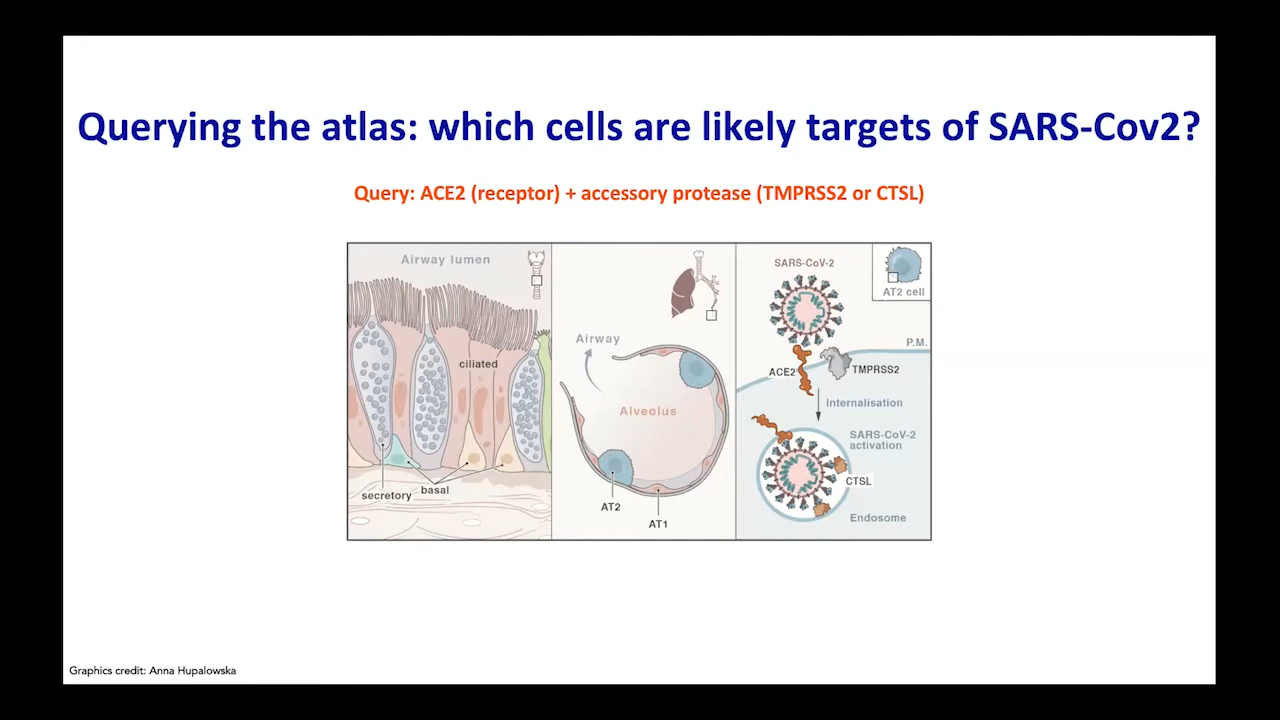 Querying the atlas: which cells are likely targets of SARS-Cov2?
Query: ACE2 (receptor) + accessory protease (TMPRSS2 or CTSL)
Airway lumen
ciliated
secretory
basal
Airway
Alveolus
AT2
AT1
SARS-CoV-2
AT2 cell
P.M.
ACE2
TMPRSS2
Internalisation
SARS-CoV-2
activation
CTSL
Endosome
Graphics credit: Anna Hupalowska